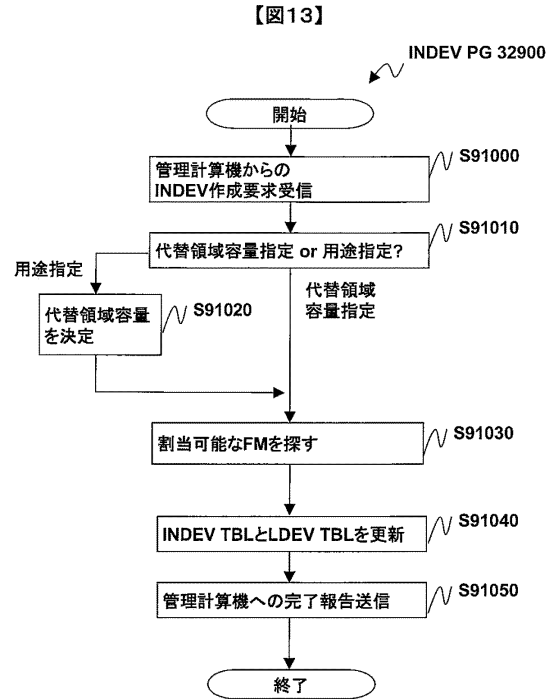 【図13】
INDEV PG 32900
開始
S91000
管理計算機からの
INDEV作成要求受信
S91010
代替領域容量指定 or 用途指定?
用途指定
代替領域
容量指定
代替領域容量
を決定
S91020
割当可能なFMを探す
S91030
INDEV TBLとLDEV TBLを更新
S91040
管理計算機への完了報告送信
S91050
終了